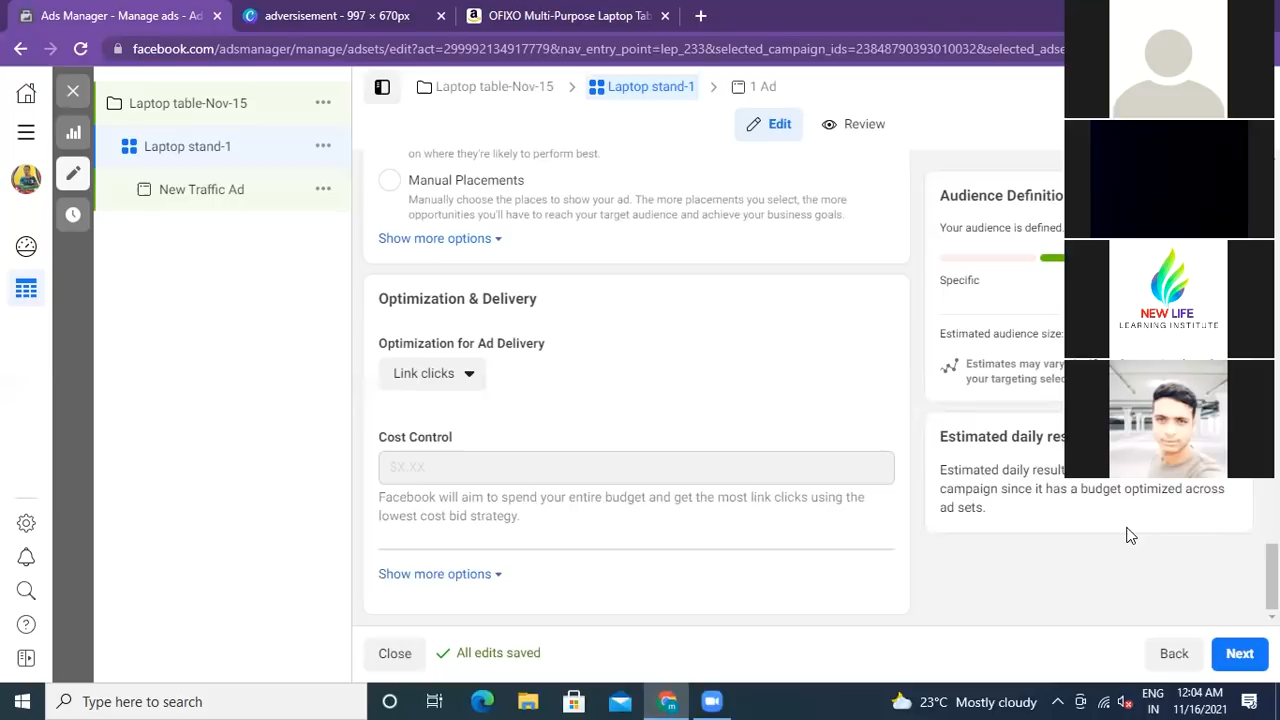 Ads Manager - Manage ads - Ad
adversisement - 997 × 670px
OFIXO Multi-Purpose Laptop Table
facebook.com/adsmanager/manage/adsets/edit?act=299992134917779&nav_entry_point=lep_233&selected_campaign_ids=23848790393010032&selected_adse
Laptop table-Nov-15
Laptop stand-1
New Traffic Ad
Laptop table-Nov-15
Laptop stand-1
1 Ad
Edit
Review
on where they're likely to perform best.
Manual Placements
Manually choose the places to show your ad. The more placements you select, the more
opportunities you'll have to reach your target audience and achieve your business goals.
Show more options
Optimization & Delivery
Optimization for Ad Delivery
Link clicks
Cost Control
$X.XX
Facebook will aim to spend your entire budget and get the most link clicks using the
lowest cost bid strategy.
Show more options
Audience Definitio
Your audience is defined.
Specific
Estimated audience size:
Estimates may vary
your targeting selec
Estimated daily res
Estimated daily result
campaign since it has a budget optimized across
ad sets.
NEW LIFE
LEARNING INSTITUTE
Close
All edits saved
Back
Next
Type here to search
23°C Mostly cloudy
ENG
IN
12:04 AM
11/16/2021